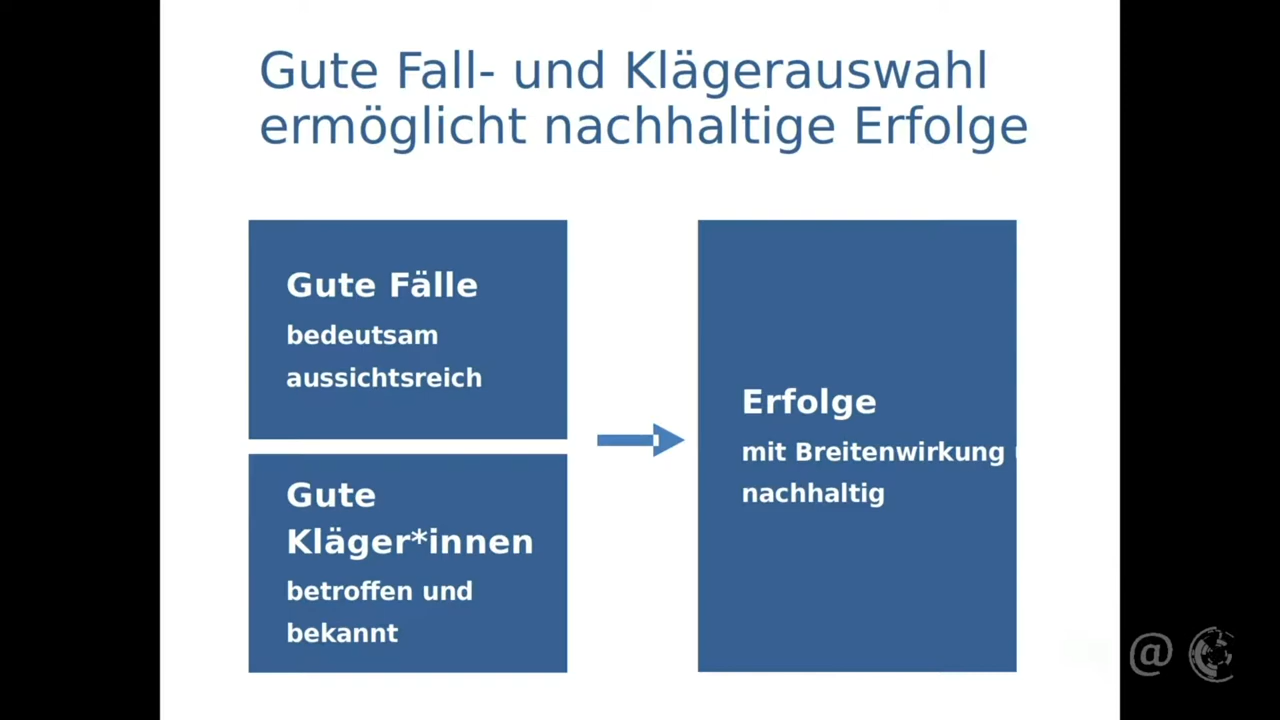 Gute Fall- und Klägerauswahl
ermöglicht nachhaltige Erfolge
Gute Fälle
bedeutsam
aussichtsreich
Gute
Kläger*innen
betroffen und
bekannt
Erfolge
mit Breitenwirkung
nachhaltig
@